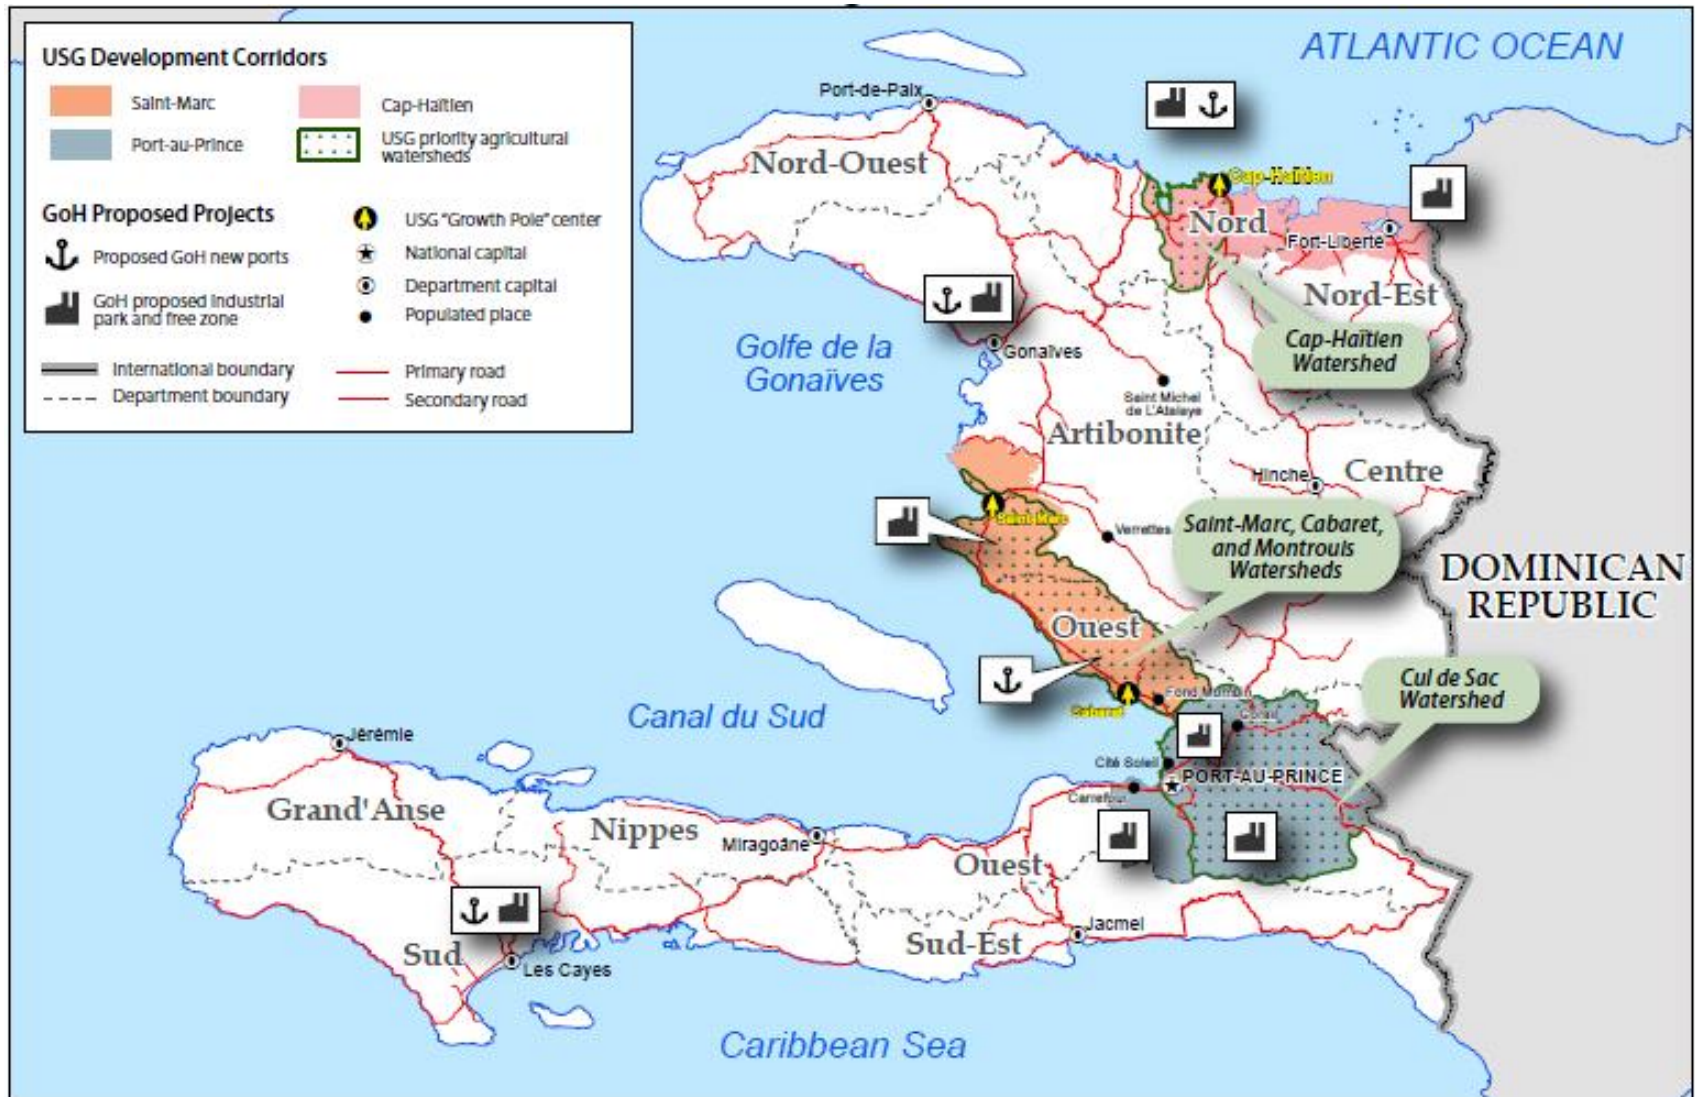 USG Development Corridors
Saint-Marc
Cap-Haïtien
Port-au-Prince
USG priority agricultural
watersheds
GoH Proposed Projects
Proposed GoH new ports
GoH proposed industrial
park and free zone
USG "Growth Pole" center
National capital
Department capital
Populated place
International boundary
Department boundary
Primary road
Secondary road
ATLANTIC OCEAN
Port-de-Paix
Nord-Ouest
Cap-Haïtien
Nord
Fort-Liberte
Nord-Est
Cap-Haïtien
Watershed
Golfe de la
Gonaïves
Gonaïves
Saint Michel
de L'Atalaye
Artibonite
Hinche
Centre
Saint-Marc
Verrettes
Saint-Marc, Cabaret,
and Montrouis
Watersheds
DOMINICAN
REPUBLIC
Ouest
Cul de Sac
Watershed
Cabaret
Canal du Sud
Jérémie
Cité Soleil
PORT-AU-PRINCE
Carrefour
Grand'Anse
Nippes
Miragoâne
Ouest
Sud
Sud-Est
Jacmel
Les Cayes
Caribbean Sea